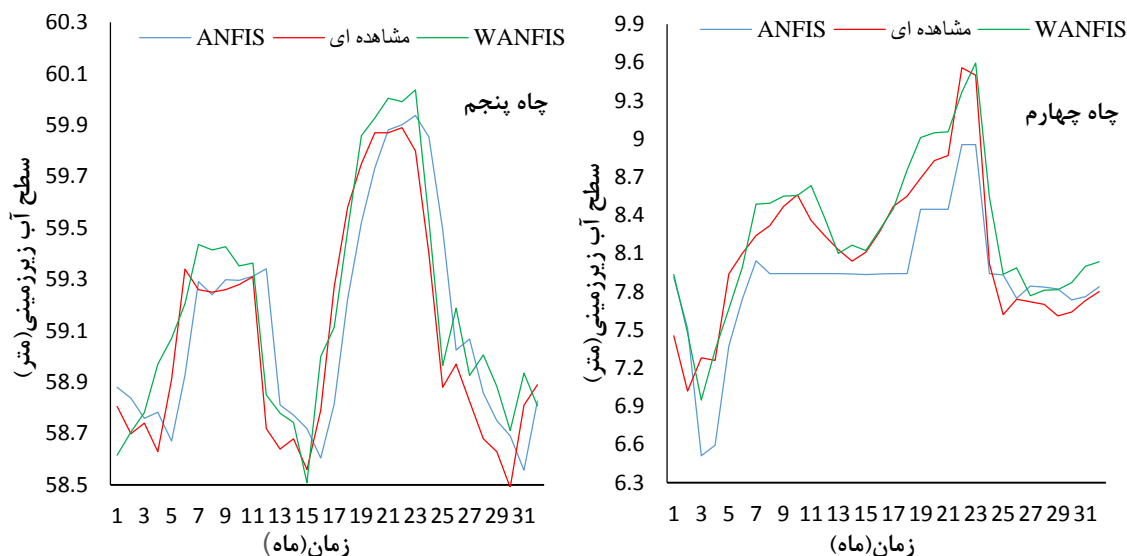 ANFIS مشاهده ای WANFIS
چاه پنجم
سطح آب زیرزمینی(متر)
60.3
60.1
59.9
59.7
59.5
59.3
59.1
58.9
58.7
58.5
1 3 5 7 9 11 13 15 17 19 21 23 25 27 29 31
زمان(ماه)
ANFIS مشاهده ای WANFIS
چاه چهارم
سطح آب زیرزمینی(متر)
9.9
9.6
9.3
9
8.7
8.4
8.1
7.8
7.5
7.2
6.9
6.6
6.3
1 3 5 7 9 11 13 15 17 19 21 23 25 27 29 31
زمان(ماه)